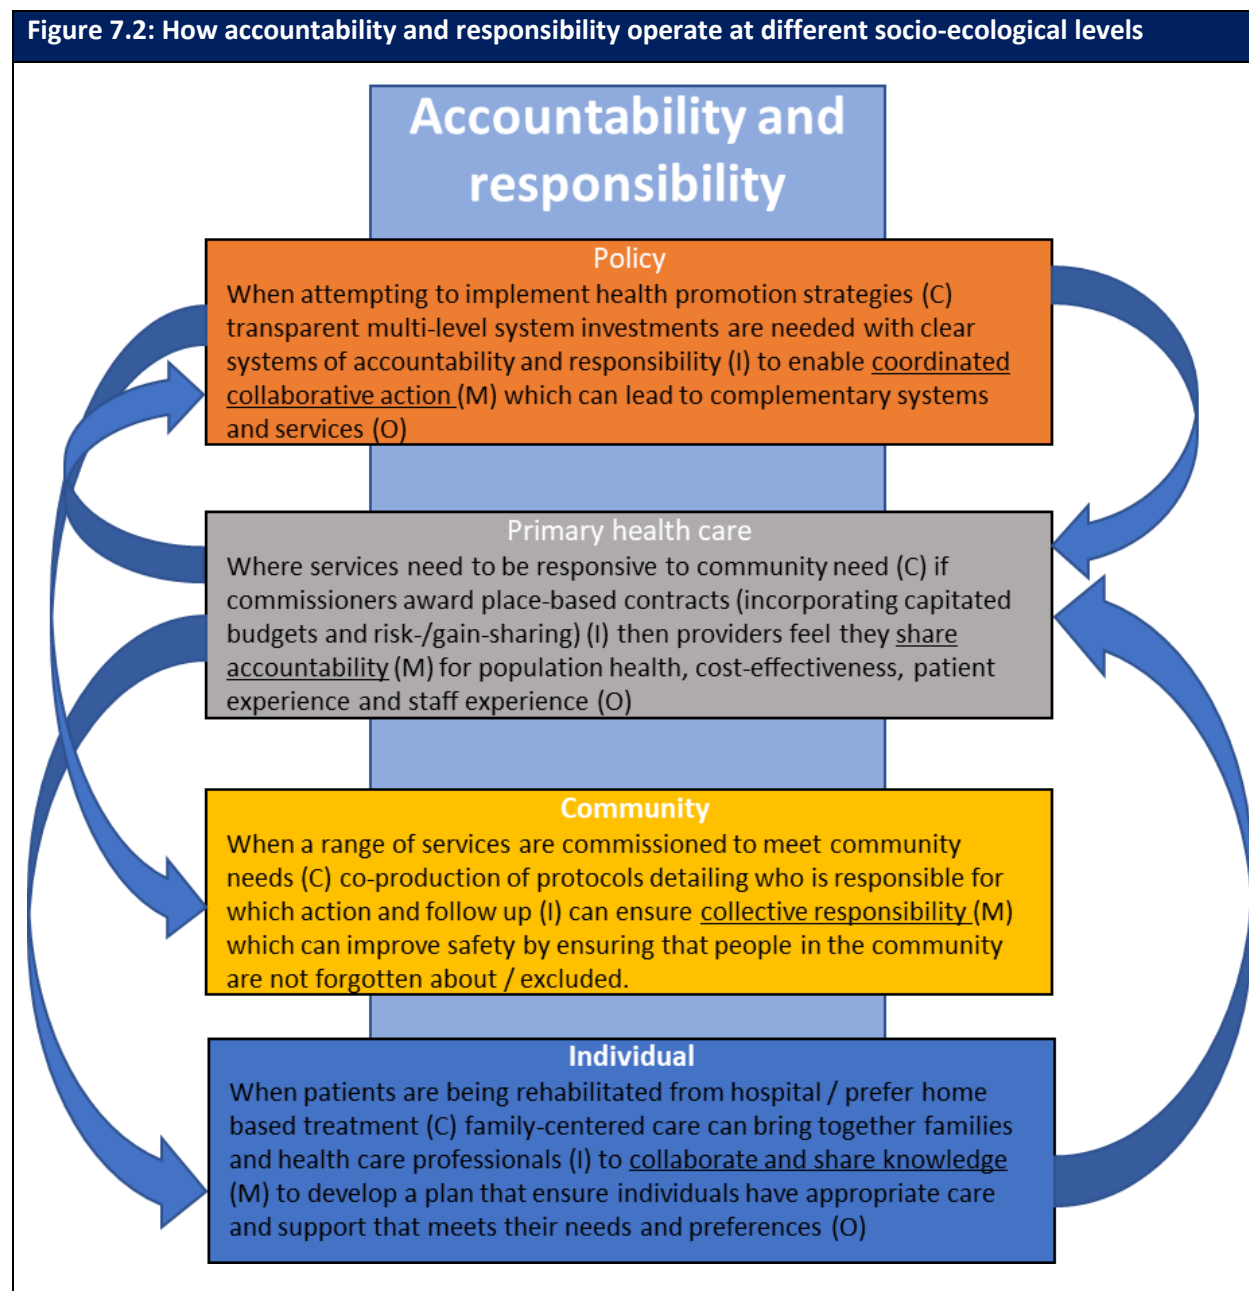 Figure 7.2: How accountability and responsibility operate at different socio-ecological levels
Accountability and
responsibility
Policy
When attempting to implement health promotion strategies (C)
transparent multi-level system investments are needed with clear
systems of accountability and responsibility (I) to enable coordinated
collaborative action (M) which can lead to complementary systems
and services (O)
Primary health care
Where services need to be responsive to community need (C) if
commissioners award place-based contracts (incorporating capitated
budgets and risk-/gain-sharing) (I) then providers feel they share
accountability (M) for population health, cost-effectiveness, patient
experience and staff experience (O)
Community
When a range of services are commissioned to meet community
needs (C) co-production of protocols detailing who is responsible for
which action and follow up (I) can ensure collective responsibility (M)
which can improve safety by ensuring that people in the community
are not forgotten about / excluded.
Individual
When patients are being rehabilitated from hospital / prefer home
based treatment (C) family-centered care can bring together families
and health care professionals (I) to collaborate and share knowledge
(M) to develop a plan that ensure individuals have appropriate care
and support that meets their needs and preferences (O)